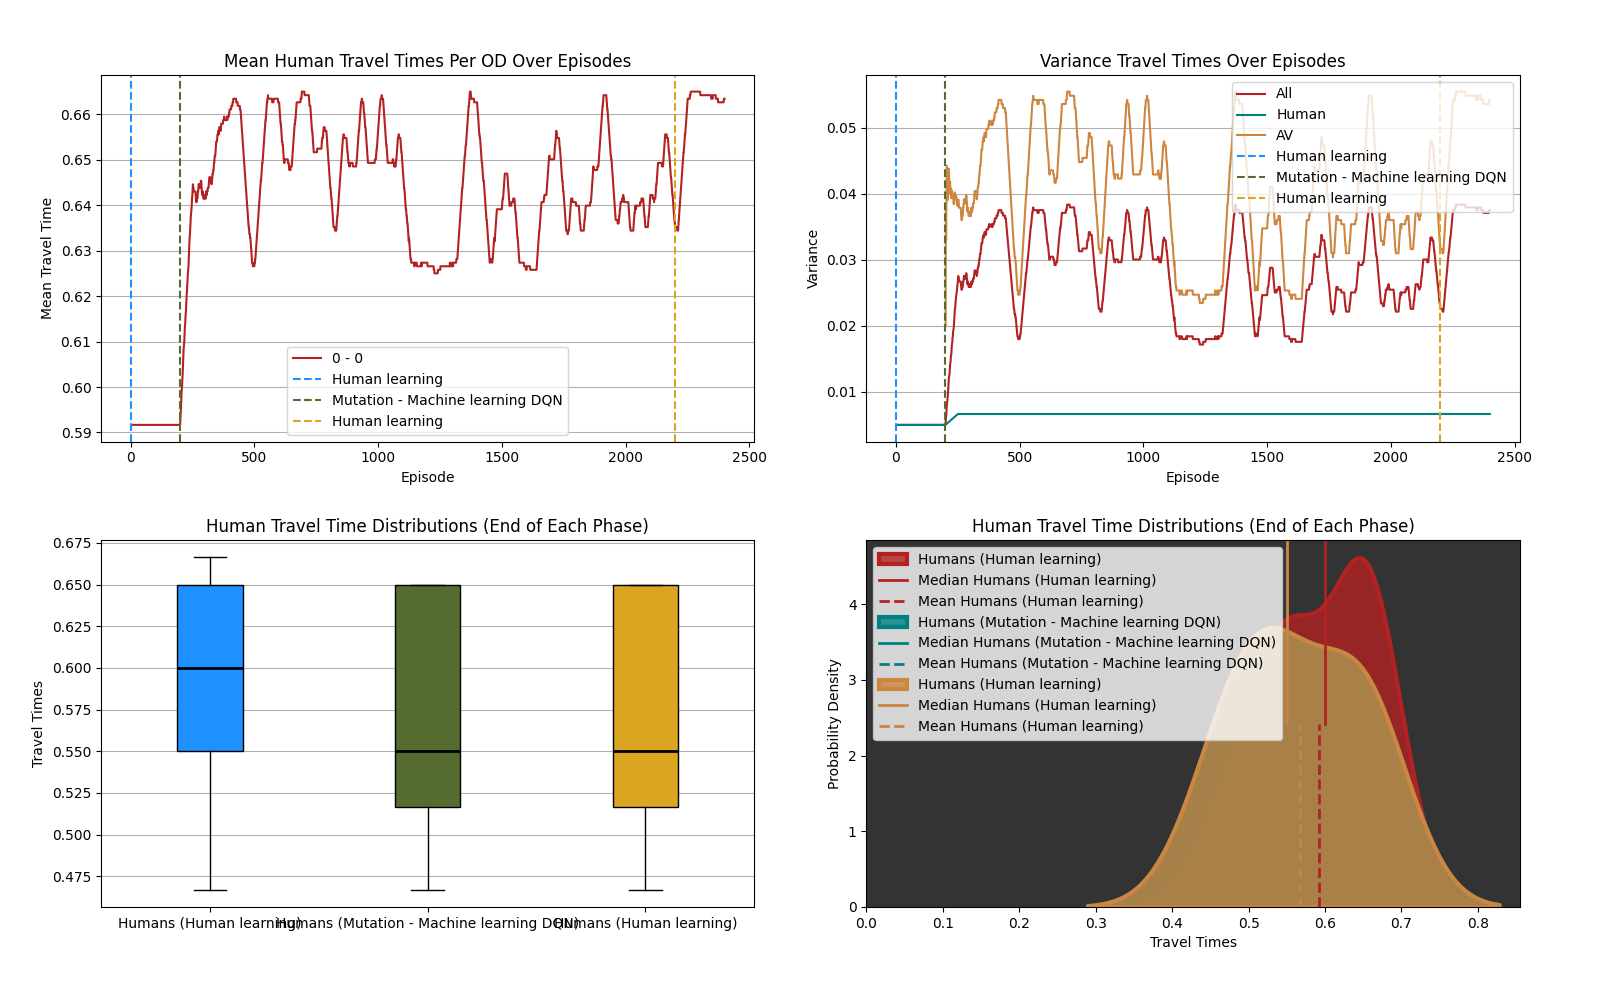 Mean Human Travel Times Per OD Over Episodes
Mean Travel Time
0.66
0.65
0.64
0.63
0.62
0.61
0.60
0.59
0 - 0
Human learning
Mutation - Machine learning DQN
Human learning
0 500 1000 1500 2000 2500
Episode
Variance Travel Times Over Episodes
Variance
0.05
0.04
0.03
0.02
0.01
All
Human
AV
Human learning
Mutation - Machine learning DQN
Human learning
0 500 1000 1500 2000 2500
Episode
Human Travel Time Distributions (End of Each Phase)
Travel Times
0.675
0.650
0.625
0.600
0.575
0.550
0.525
0.500
0.475
Humans (Human learning)
Humans (Mutation - Machine learning DQN)
Humans (Human learning)
Human Travel Time Distributions (End of Each Phase)
Probability Density
4
3
2
1
0
Humans (Human learning)
Median Humans (Human learning)
Mean Humans (Human learning)
Humans (Mutation - Machine learning DQN)
Median Humans (Mutation - Machine learning DQN)
Mean Humans (Mutation - Machine learning DQN)
Humans (Human learning)
Median Humans (Human learning)
Mean Humans (Human learning)
0.0 0.1 0.2 0.3 0.4 0.5 0.6 0.7 0.8
Travel Times